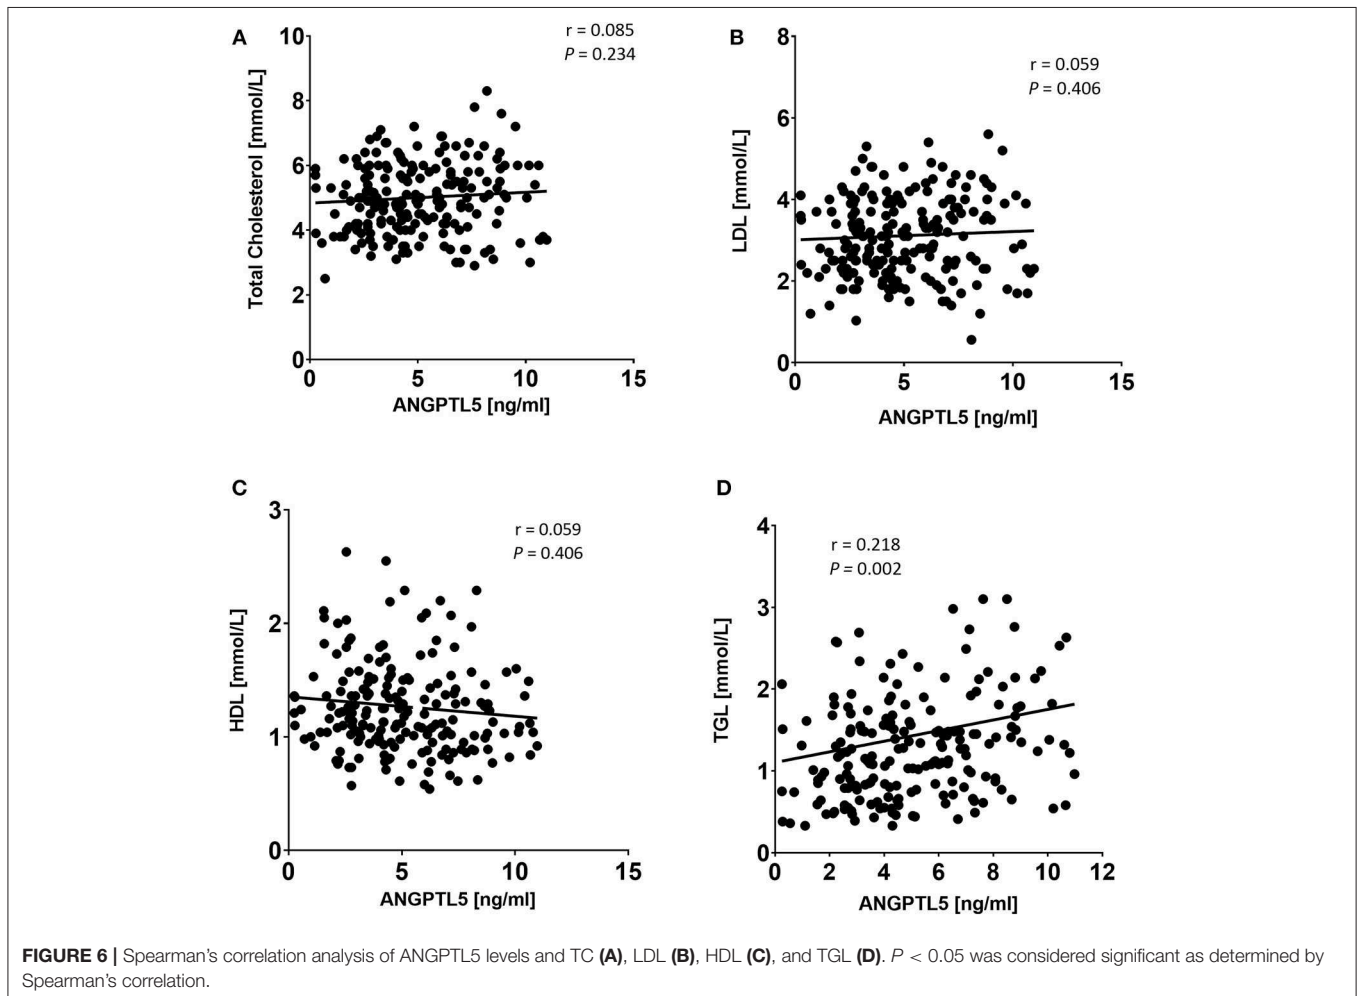 A
r = 0.085
P = 0.234
Total Cholesterol [mmol/L]
10
8
6
4
2
0
0 5 10 15
ANGPTL5 [ng/ml]
B
r = 0.059
P = 0.406
LDL [mmol/L]
8
6
4
2
0
0 5 10 15
ANGPTL5 [ng/ml]
C
r = 0.059
P = 0.406
HDL [mmol/L]
3
2
1
0
0 5 10 15
ANGPTL5 [ng/ml]
D
r = 0.218
P = 0.002
TGL [mmol/L]
4
3
2
1
0
0 2 4 6 8 10 12
ANGPTL5 [ng/ml]
FIGURE 6 | Spearman's correlation analysis of ANGPTL5 levels and TC (A), LDL (B), HDL (C), and TGL (D). P < 0.05 was considered significant as determined by
Spearman's correlation.